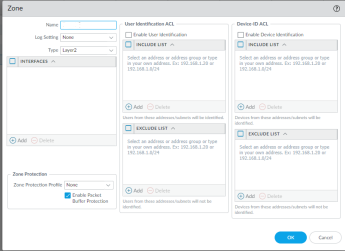 Zone
Name
Log Setting None
Type Layer2
INTERFACES
Add Delete
Zone Protection
Zone Protection Profile None
Enable Packet
Buffer Protection
User Identification ACL
Enable User Identification
INCLUDE LIST
Select an address or address group or type
in your own address. Ex: 192.168.1.20 or
192.168.1.0/24
Add Delete
Users from these addresses/subnets will be
identified.
EXCLUDE LIST
Select an address or address group or type
in your own address. Ex: 192.168.1.20 or
192.168.1.0/24
Add Delete
Users from these addresses/subnets will not be
identified.
Device-ID ACL
Enable Device Identification
INCLUDE LIST
Select an address or address group or type
in your own address. Ex: 192.168.1.20 or
192.168.1.0/24
Add Delete
Devices from these addresses/subnets will be
identified.
EXCLUDE LIST
Select an address or address group or type
in your own address. Ex: 192.168.1.20 or
192.168.1.0/24
Add Delete
Devices from these addresses/subnets will not be
identified.
OK Cancel